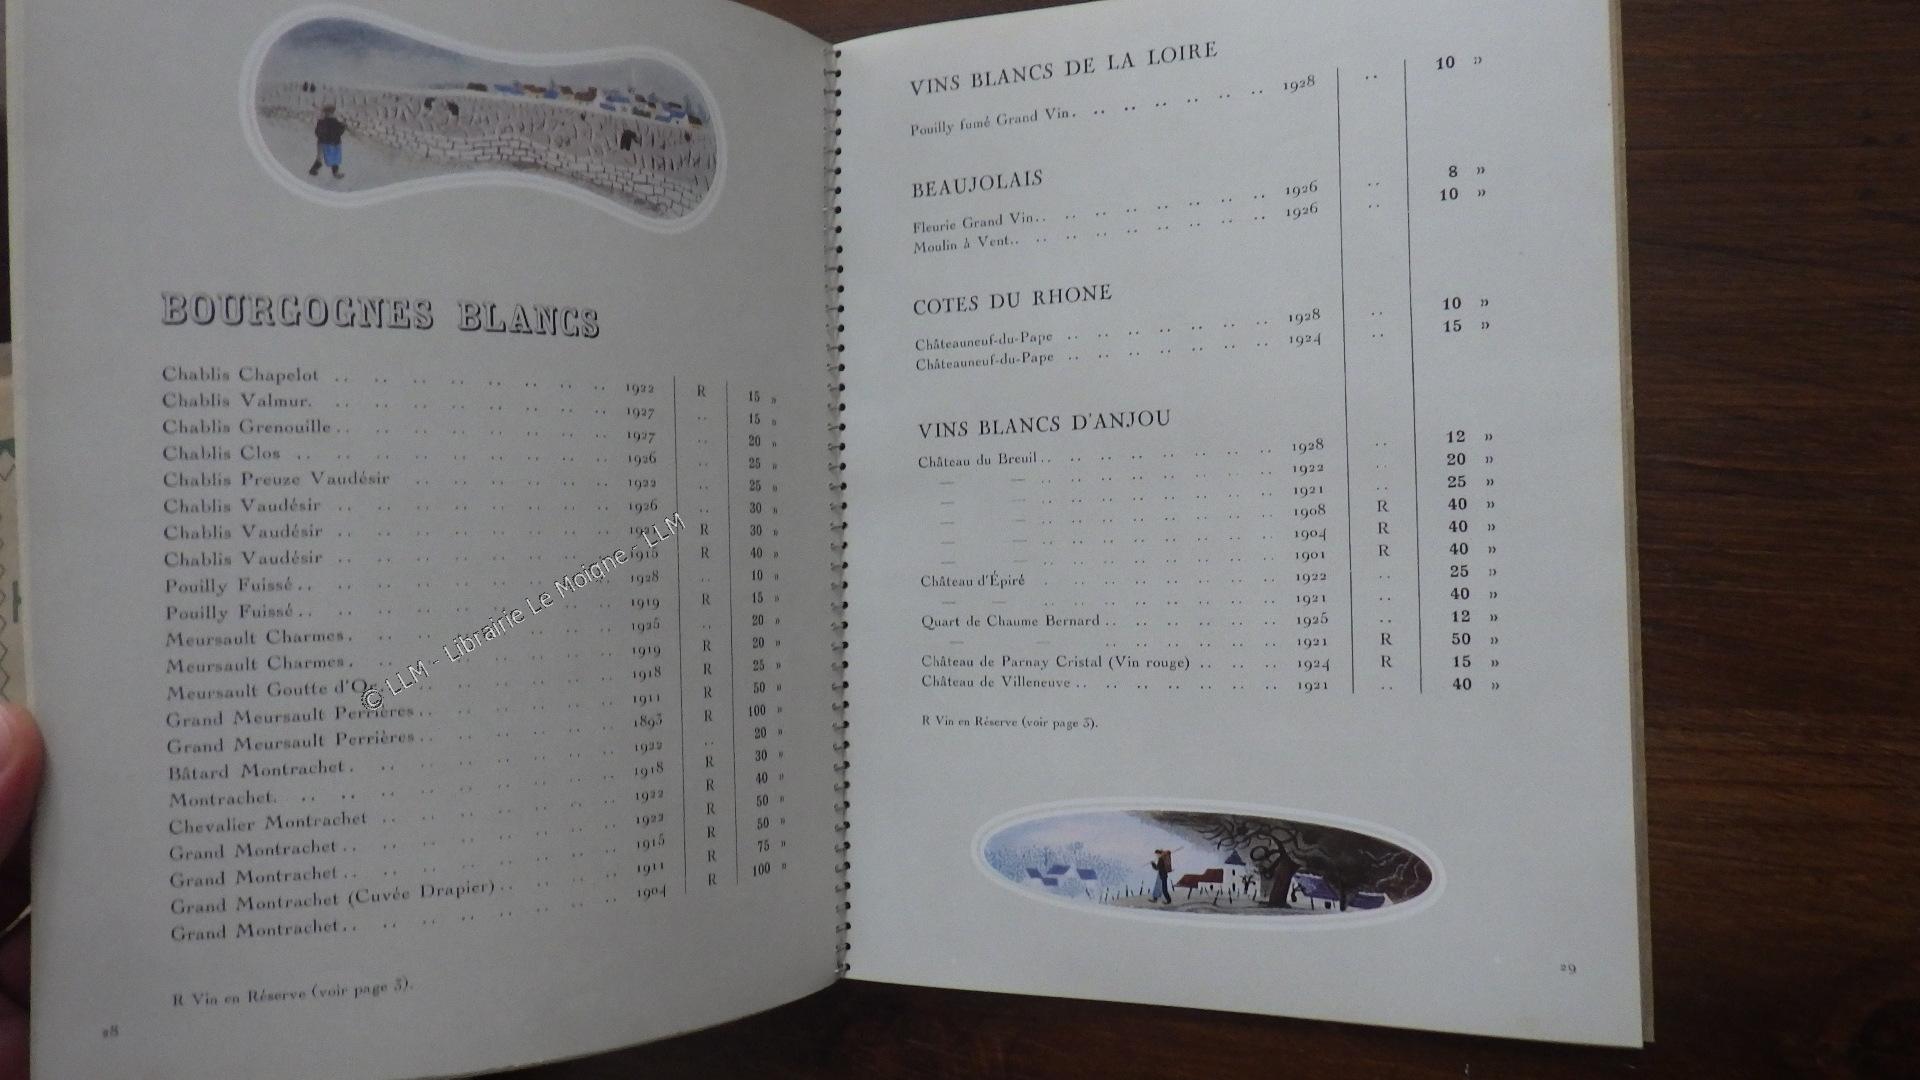 BOURGOGNES BLANCS
Chablis Chapelot .. .. .. .. .. .. .. .. 1922 R 15 »
Chablis Valmur. .. .. .. .. .. .. .. .. 1927 .. 15 »
Chablis Grenouille .. .. .. .. .. .. .. .. 1927 .. 20 »
Chablis Clos .. .. .. .. .. .. .. .. .. 1926 .. 25 »
Chablis Preuze Vaudésir .. .. .. .. .. .. 1922 .. 25 »
Chablis Vaudésir .. .. .. .. .. .. .. .. 1926 .. 30 »
Chablis Vaudésir .. .. .. .. .. .. .. .. R 30 »
Chablis Vaudésir .. .. .. .. .. .. .. .. 1915 R 40 »
Pouilly Fuissé .. .. .. .. .. .. .. .. .. 1928 .. 10 »
Pouilly Fuissé .. .. .. .. .. .. .. .. .. 1919 R 15 »
Meursault Charmes. .. .. .. .. .. .. .. 1925 .. 20 »
Meursault Charmes. .. .. .. .. .. .. .. 1919 R 20 »
Meursault Goutte d'Or. .. .. .. .. .. .. 1918 R 25 »
Grand Meursault Perrières .. .. .. .. .. .. 1911 R 50 »
Grand Meursault Perrières .. .. .. .. .. .. 1893 R 100 »
Bâtard Montrachet. .. .. .. .. .. .. .. 1922 .. 20 »
Montrachet. .. .. .. .. .. .. .. .. .. 1918 R 30 »
Chevalier Montrachet .. .. .. .. .. .. .. 1922 R 40 »
Grand Montrachet .. .. .. .. .. .. .. .. 1922 R 50 »
Grand Montrachet .. .. .. .. .. .. .. .. 1915 R 50 »
Grand Montrachet (Cuvée Drapier) .. .. .. .. 1911 R 75 »
Grand Montrachet .. .. .. .. .. .. .. .. 1904 R 100 »
R Vin en Réserve (voir page 3).
28
© LLM - Librairie Le Moigne - LLM
VINS BLANCS DE LA LOIRE
Pouilly fumé Grand Vin. .. .. .. .. .. .. 1928 .. 10 »
BEAUJOLAIS
Fleurie Grand Vin .. .. .. .. .. .. .. .. 1926 .. 8 »
Moulin à Vent .. .. .. .. .. .. .. .. .. 1926 .. 10 »
COTES DU RHONE
Châteauneuf-du-Pape .. .. .. .. .. .. .. 1928 .. 10 »
Châteauneuf-du-Pape .. .. .. .. .. .. .. 1924 .. 15 »
VINS BLANCS D'ANJOU
Château du Breuil .. .. .. .. .. .. .. .. 1928 .. 12 »
— — .. .. .. .. .. .. .. .. 1922 .. 20 »
— — .. .. .. .. .. .. .. .. 1921 .. 25 »
— — .. .. .. .. .. .. .. .. 1908 R 40 »
— — .. .. .. .. .. .. .. .. 1904 R 40 »
— — .. .. .. .. .. .. .. .. 1901 R 40 »
Château d'Épiré .. .. .. .. .. .. .. .. 1922 .. 25 »
— — .. .. .. .. .. .. .. .. 1921 .. 40 »
Quart de Chaume Bernard .. .. .. .. .. .. 1925 .. 12 »
— — .. .. .. .. .. .. 1921 R 50 »
Château de Parnay Cristal (Vin rouge) .. .. .. 1924 R 15 »
Château de Villeneuve .. .. .. .. .. .. .. 1921 .. 40 »
R Vin en Réserve (voir page 3).
29